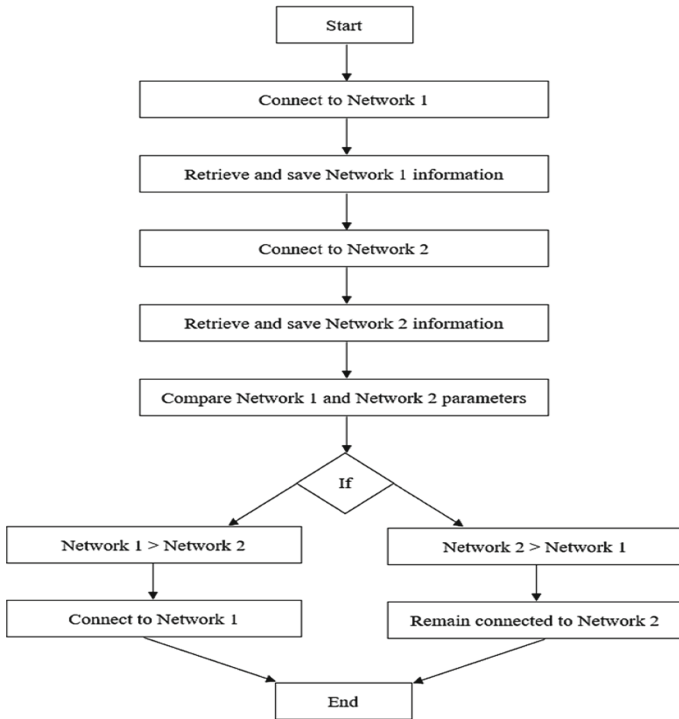 Start
Connect to Network 1
Retrieve and save Network 1 information
Connect to Network 2
Retrieve and save Network 2 information
Compare Network 1 and Network 2 parameters
If
Network 1 > Network 2
Network 2 > Network 1
Connect to Network 1
Remain connected to Network 2
End